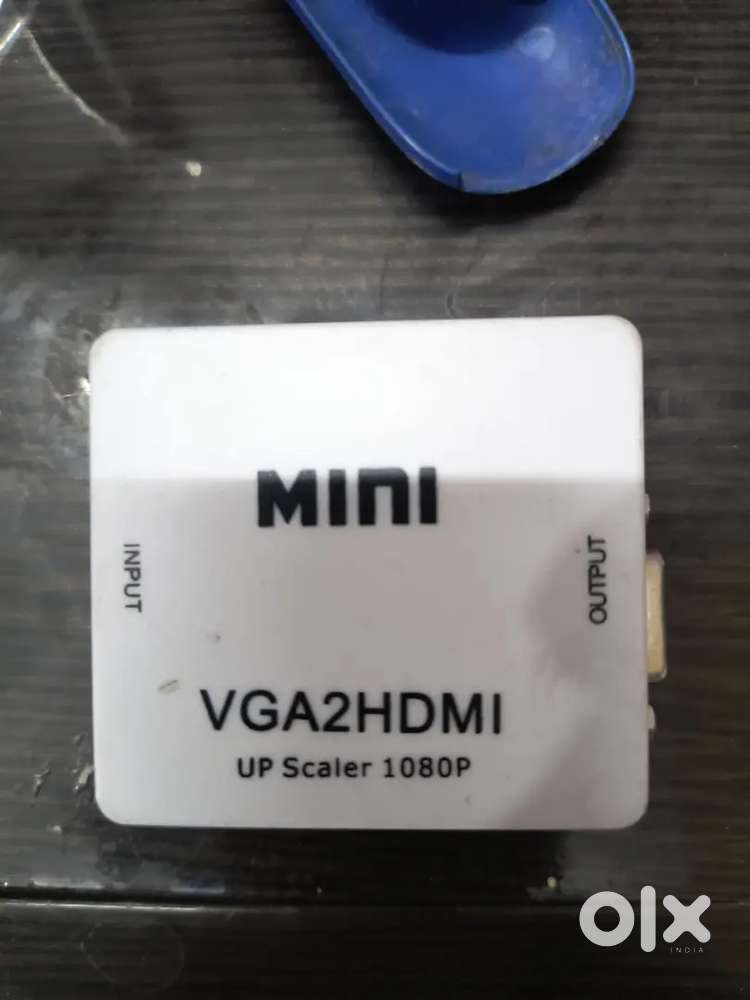 MINI
INPUT
OUTPUT
VGA2HDMI
UP Scaler 1080P
olx
INDIA